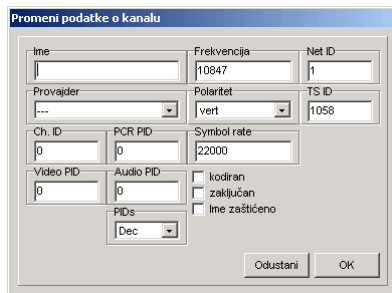 Promeni podatke o kanalu
Ime Frekvencija Net ID
10847 1
Provajder Polaritet TS ID
--- vert 1058
Ch. ID PCR PID Symbol rate
0 0 22000
Video PID Audio PID
0 0 kodiran
zaključan
PIDs Ime zaštićeno
Dec
Odustani OK